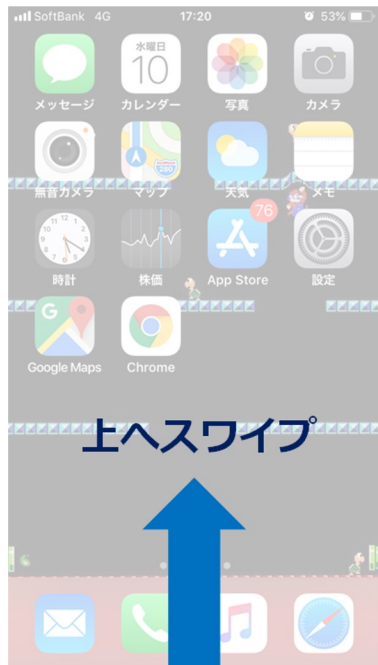 SoftBank 4G 17:20 53%
水曜日
10
メッセージ カレンダー 写真 カメラ
280
無音カメラ マップ 天気 メモ
76
時計 株価 App Store 設定
G
Google Maps Chrome
上へスワイプ